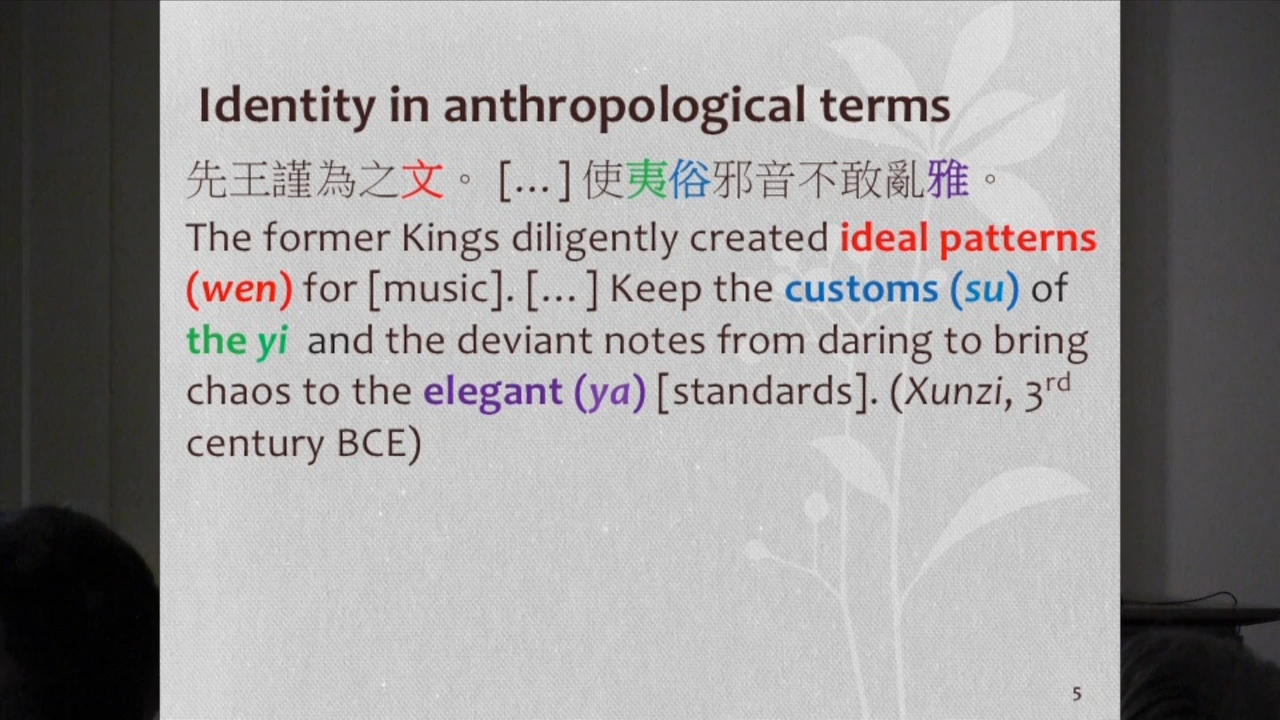 Identity in anthropological terms
先王謹為之文。 […] 使夷俗邪音不敢亂雅。
The former Kings diligently created ideal patterns
(wen) for [music]. [… ] Keep the customs (su) of
the yi and the deviant notes from daring to bring
chaos to the elegant (ya) [standards]. (Xunzi, 3rd
century BCE)
5